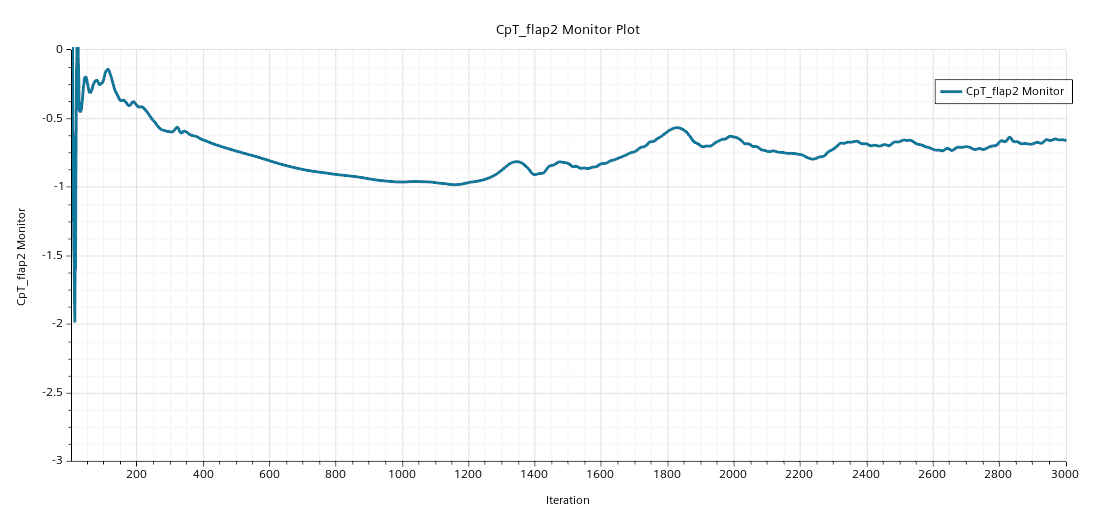 CpT_flap2 Monitor Plot
0
-0.5
-1
-1.5
-2
-2.5
-3
CpT_flap2 Monitor
CpT_flap2 Monitor
200 400 600 800 1000 1200 1400 1600 1800 2000 2200 2400 2600 2800 3000
Iteration